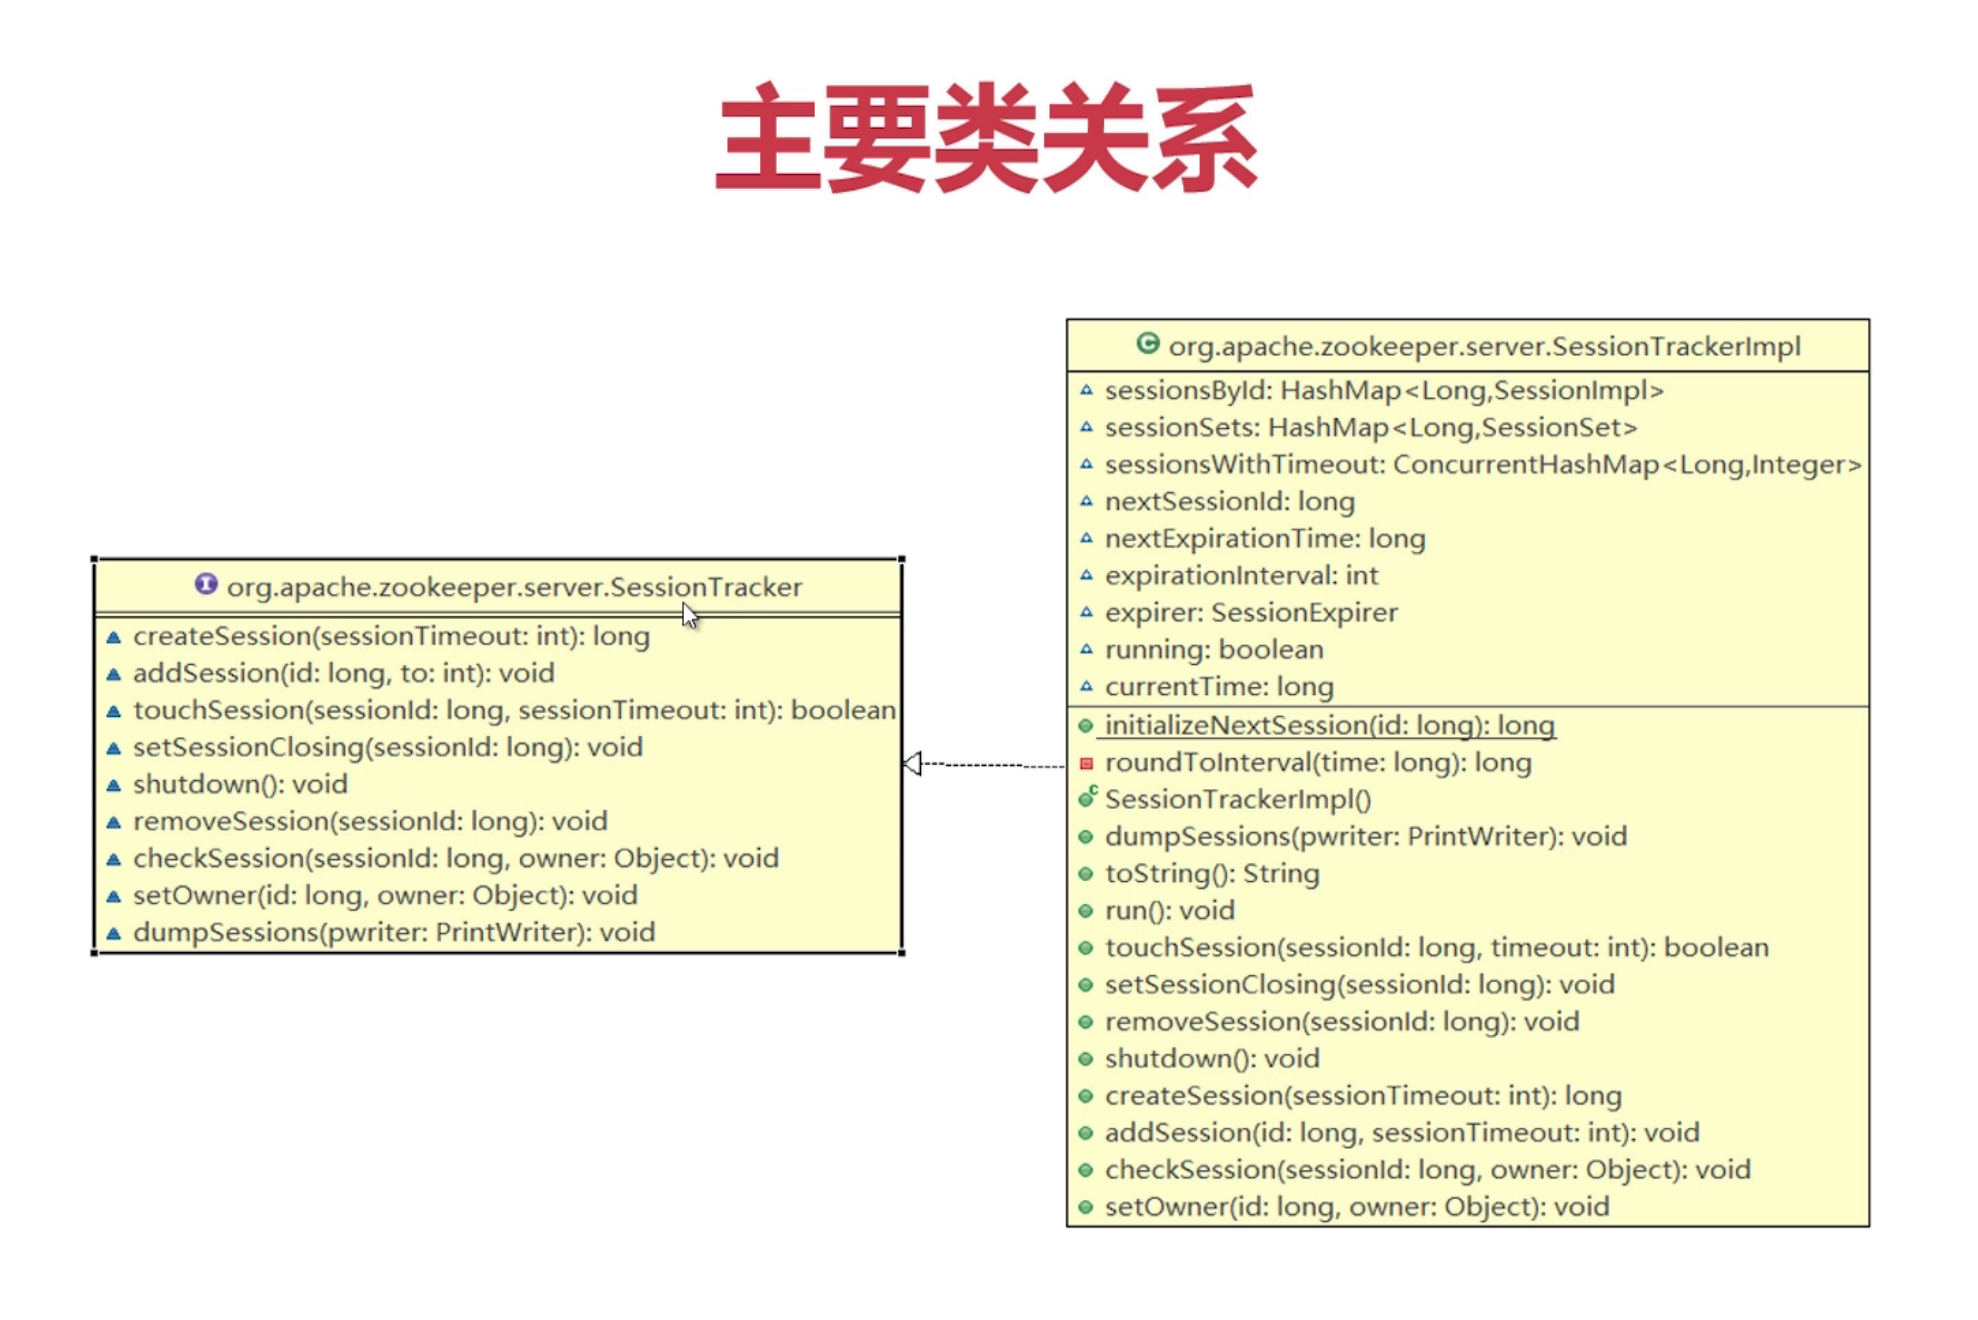 主要类关系
org.apache.zookeeper.server.SessionTracker
createSession(sessionTimeout: int): long
addSession(id: long, to: int): void
touchSession(sessionId: long, sessionTimeout: int): boolean
setSessionClosing(sessionId: long): void
shutdown(): void
removeSession(sessionId: long): void
checkSession(sessionId: long, owner: Object): void
setOwner(id: long, owner: Object): void
dumpSessions(pwriter: PrintWriter): void
org.apache.zookeeper.server.SessionTrackerImpl
sessionsById: HashMap<Long,SessionImpl>
sessionSets: HashMap<Long,SessionSet>
sessionsWithTimeout: ConcurrentHashMap<Long,Integer>
nextSessionId: long
nextExpirationTime: long
expirationInterval: int
expirer: SessionExpirer
running: boolean
currentTime: long
initializeNextSession(id: long): long
roundToInterval(time: long): long
SessionTrackerImpl()
dumpSessions(pwriter: PrintWriter): void
toString(): String
run(): void
touchSession(sessionId: long, timeout: int): boolean
setSessionClosing(sessionId: long): void
removeSession(sessionId: long): void
shutdown(): void
createSession(sessionTimeout: int): long
addSession(id: long, sessionTimeout: int): void
checkSession(sessionId: long, owner: Object): void
setOwner(id: long, owner: Object): void